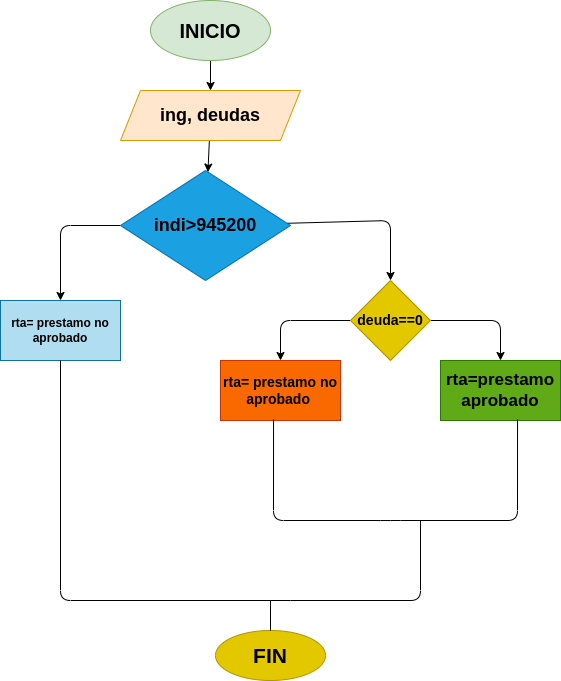 INICIO
ing, deudas
indi>945200
rta= prestamo no
aprobado
deuda==0
rta= prestamo no
aprobado
rta=prestamo
aprobado
FIN